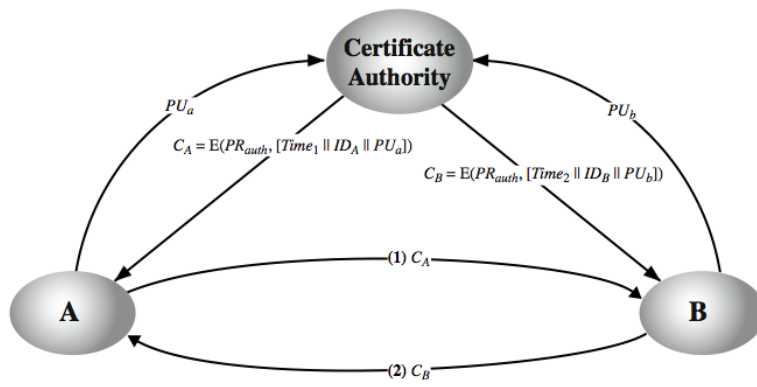 Certificate
Authority
PUa
PUb
CA = E(PRauth, [Time1 || IDA || PUa])
CB = E(PRauth, [Time2 || IDB || PUb])
(1) CA
A
B
(2) CB